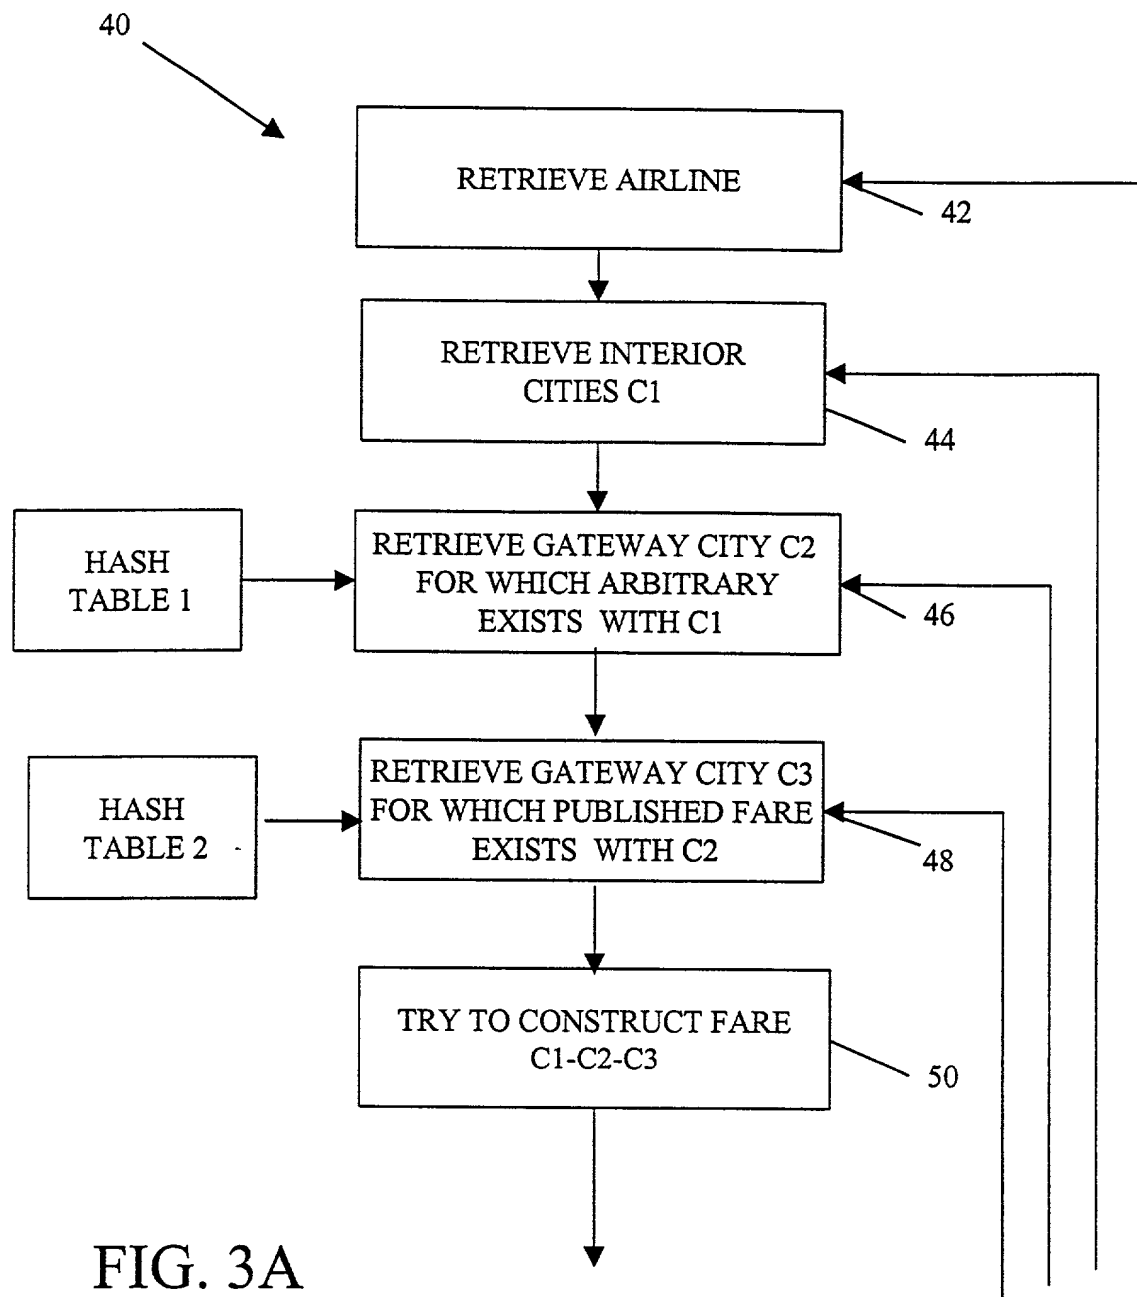 40
RETRIEVE AIRLINE
42
RETRIEVE INTERIOR
CITIES C1
44
HASH
TABLE 1
RETRIEVE GATEWAY CITY C2
FOR WHICH ARBITRARY
EXISTS WITH C1
46
HASH
TABLE 2
RETRIEVE GATEWAY CITY C3
FOR WHICH PUBLISHED FARE
EXISTS WITH C2
48
TRY TO CONSTRUCT FARE
C1-C2-C3
50
FIG. 3A